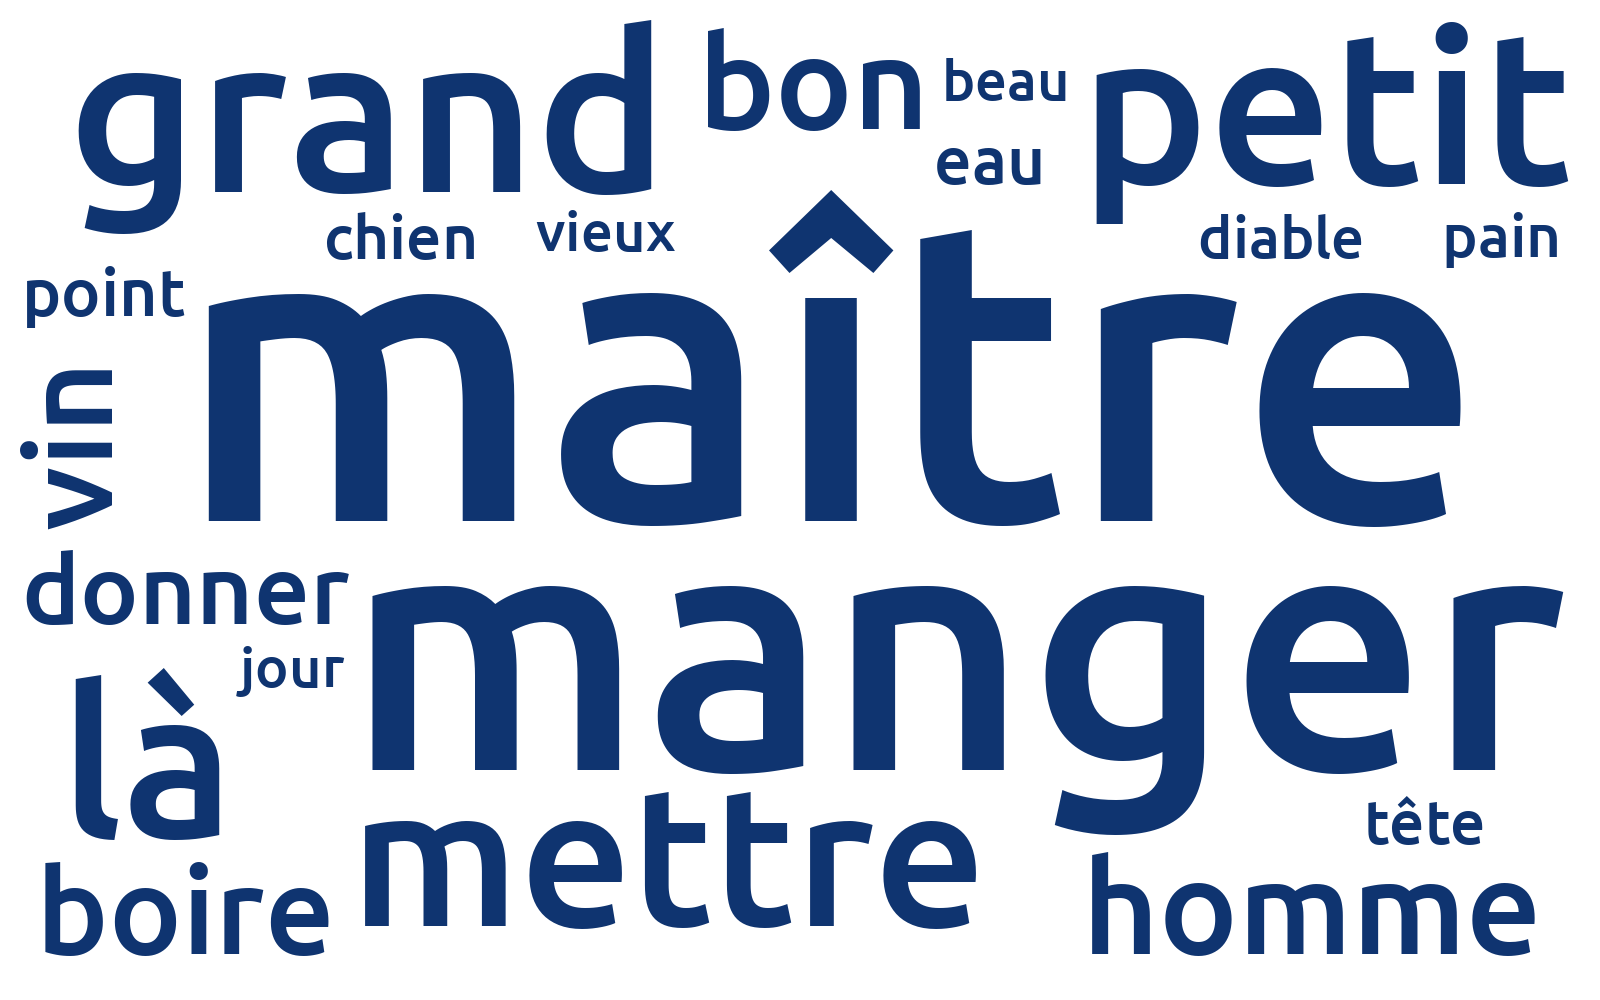 grand
bon
beau
petit
eau
chien
vieux
diable
pain
point
maître
vin
donner
manger
jour
là
mettre
tête
boire
homme